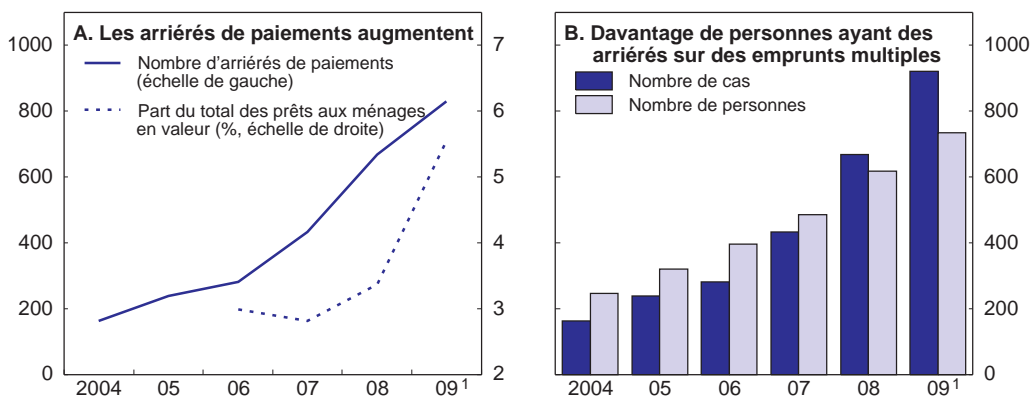 A. Les arriérés de paiements augmentent
Nombre d'arriérés de paiements
(échelle de gauche)
Part du total des prêts aux ménages
en valeur (%, échelle de droite)
1000
800
600
400
200
0
7
6
5
4
3
2
2004 05 06 07 08 09 1
B. Davantage de personnes ayant des
arriérés sur des emprunts multiples
Nombre de cas
Nombre de personnes
1000
800
600
400
200
0
2004 05 06 07 08 09 1